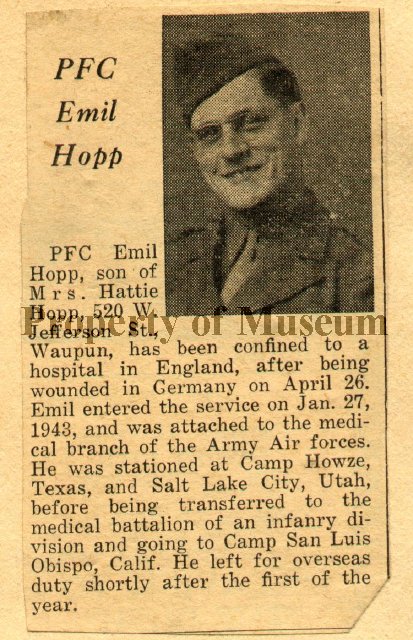 PFC
Emil
Hopp
PFC Emil
Hopp, son of
Mrs. Hattie
Hopp, 520 W.
Jefferson St.,
Property of Museum
Waupun, has been confined to a
hospital in England, after being
wounded in Germany on April 26.
Emil entered the service on Jan. 27,
1943, and was attached to the medi-
cal branch of the Army Air forces.
He was stationed at Camp Howze,
Texas, and Salt Lake City, Utah,
before being transferred to the
medical battalion of an infanry di-
vision and going to Camp San Luis
Obispo, Calif. He left for overseas
duty shortly after the first of the
year.